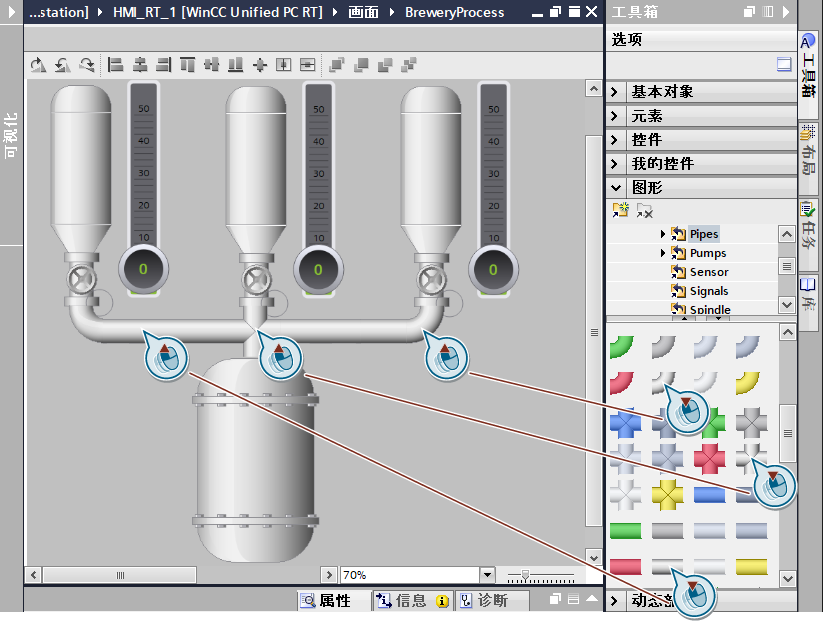 ...station] HMI_RT_1 [WinCC Unified PC RT] 画面 BreweryProcess
工具箱
选项
可视化
50 40 30 20 10 0
50 40 30 20 10 0
50 40 30 20 10 0
基本对象
元素
控件
我的控件
图形
Pipes
Pumps
Sensor
Signals
Spindle
动态
70%
属性 信息 诊断
工具箱
布局
任务
库